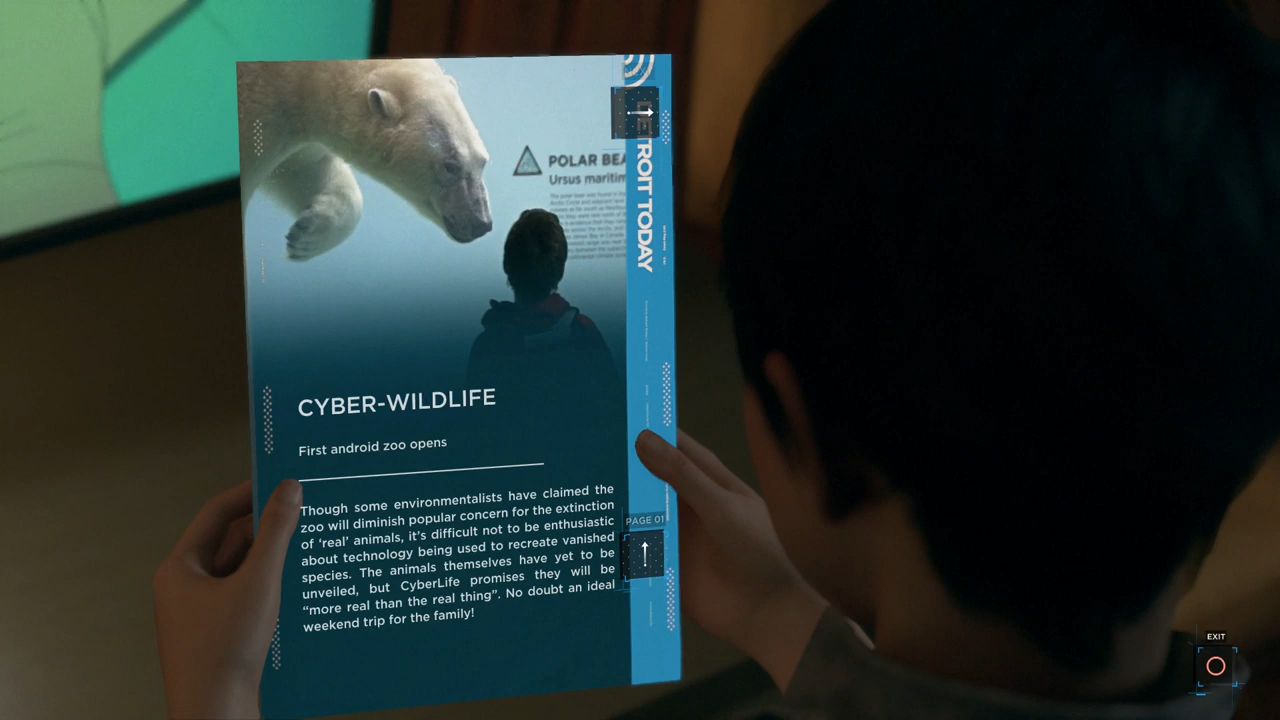 POLAR BEA
Ursus maritim
DETROIT TODAY
CYBER-WILDLIFE
First android zoo opens
Though some environmentalists have claimed the
zoo will diminish popular concern for the extinction
of ‘real’ animals, it’s difficult not to be enthusiastic
about technology being used to recreate vanished
species. The animals themselves have yet to be
unveiled, but CyberLife promises they will be
“more real than the real thing”. No doubt an ideal
weekend trip for the family!
PAGE 01
EXIT